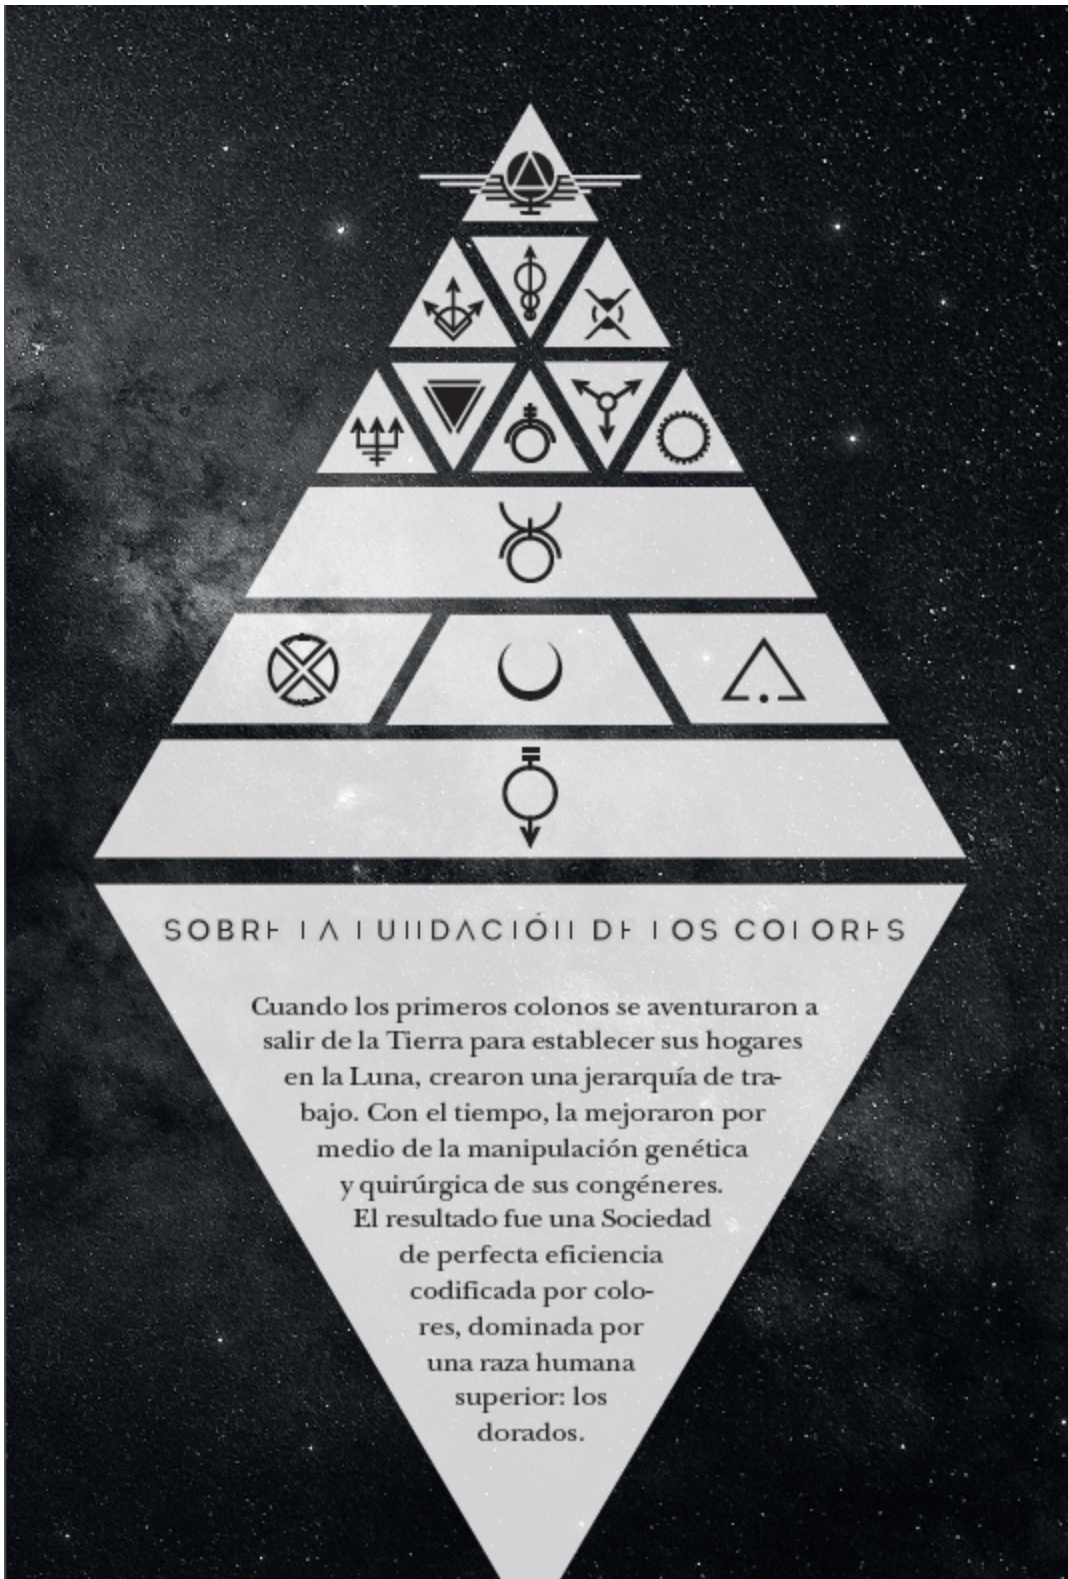 SOBRE LA FUNDACIÓN DE LOS COLORES
Cuando los primeros colonos se aventuraron a
salir de la Tierra para establecer sus hogares
en la Luna, crearon una jerarquía de tra-
bajo. Con el tiempo, la mejoraron por
medio de la manipulación genética
y quirúrgica de sus congéneres.
El resultado fue una Sociedad
de perfecta eficiencia
codificada por colo-
res, dominada por
una raza humana
superior: los
dorados.